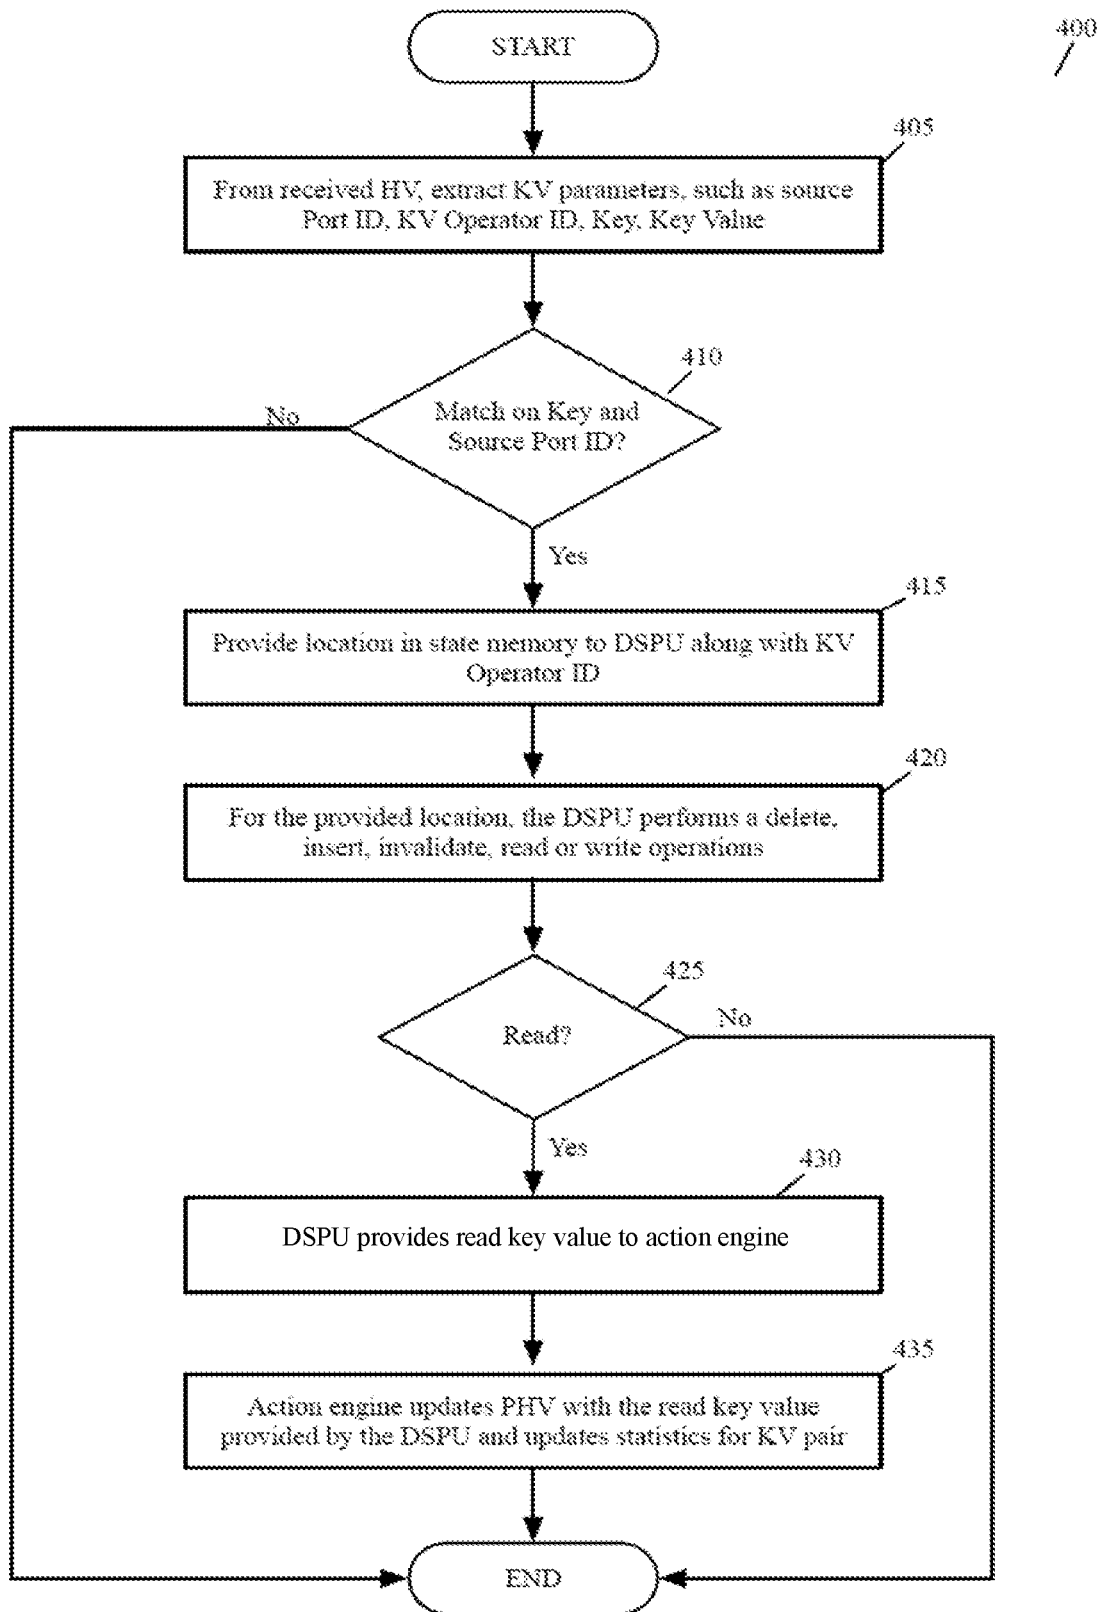 START
400
405
From received HV, extract KV parameters, such as source
Port ID, KV Operator ID, Key, Key Value
410
No
Match on Key and
Source Port ID?
Yes
415
Provide location in state memory to DSPU along with KV
Operator ID
420
For the provided location, the DSPU performs a delete,
insert, invalidate, read or write operations
425
Read?
No
Yes
430
DSPU provides read key value to action engine
435
Action engine updates PHV with the read key value
provided by the DSPU and updates statistics for KV pair
END